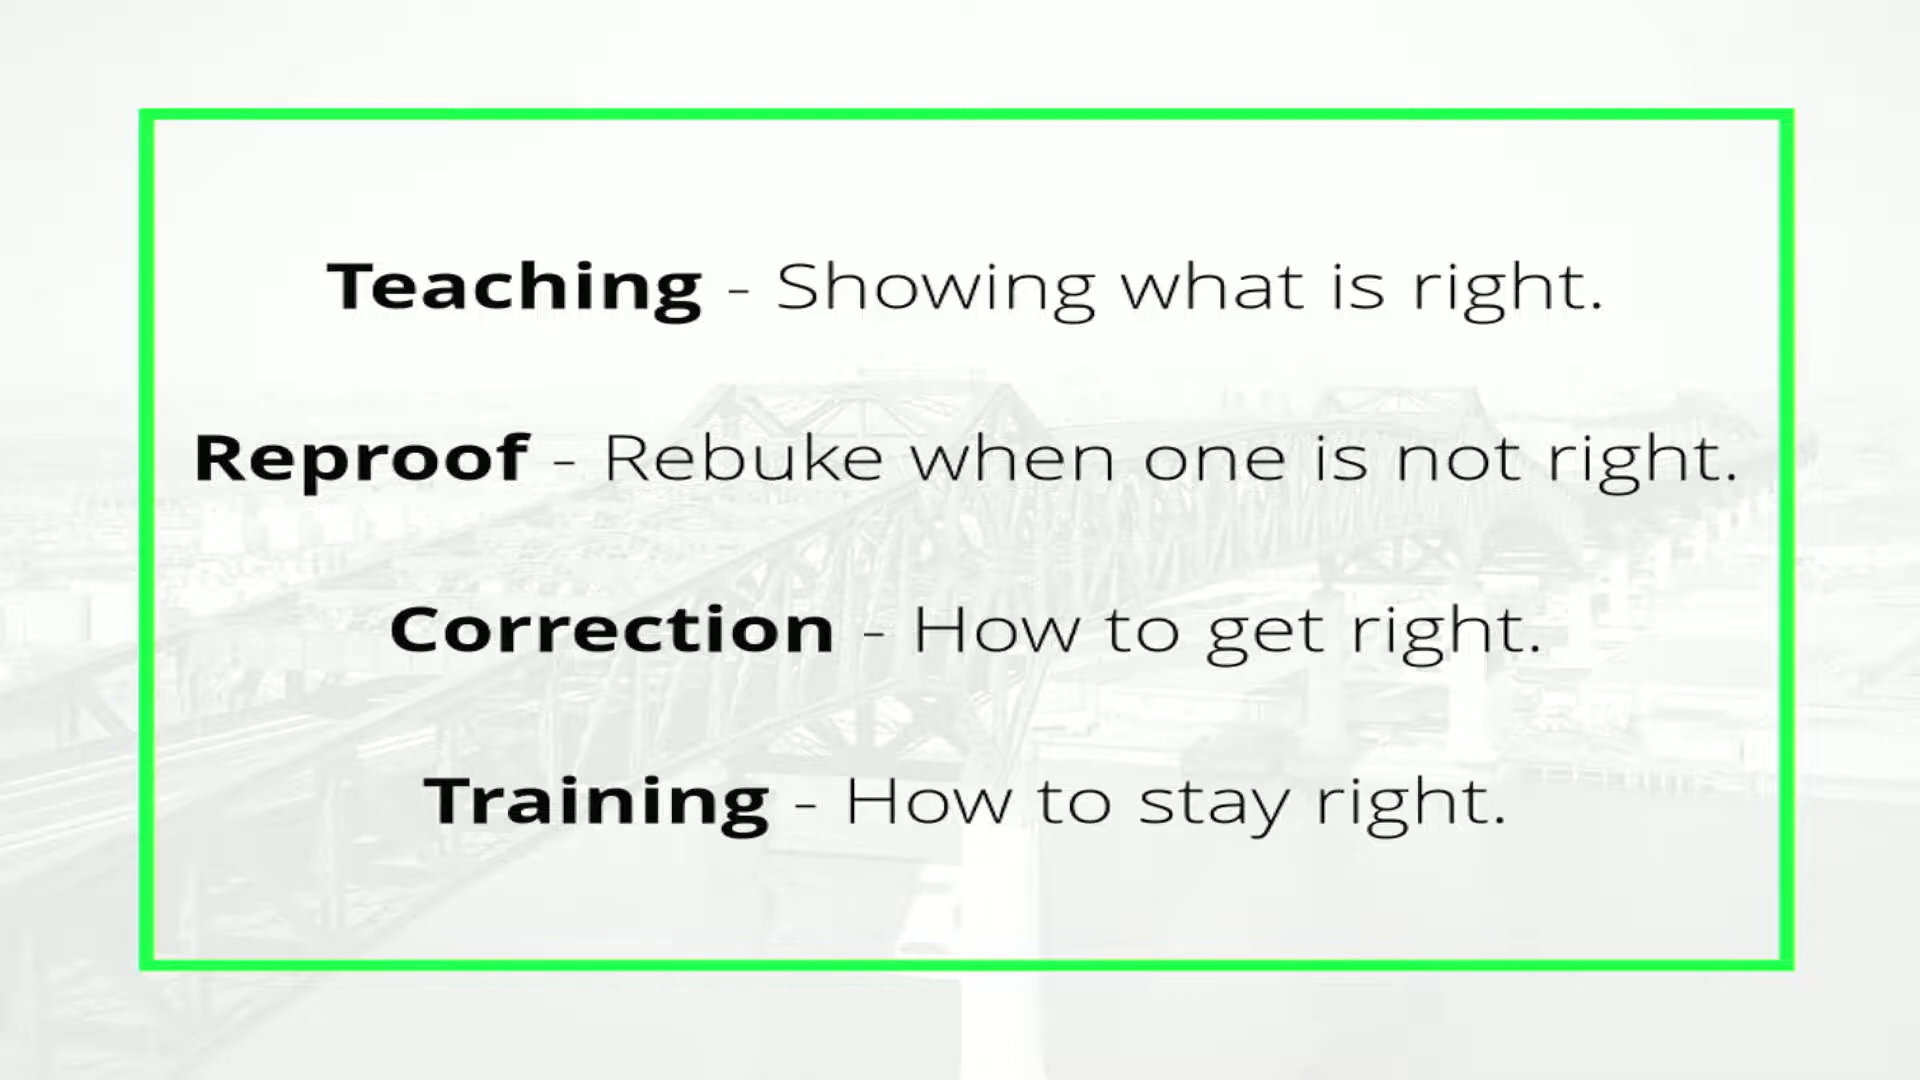 Teaching - Showing what is right.
Reproof - Rebuke when one is not right.
Correction - How to get right.
Training - How to stay right.